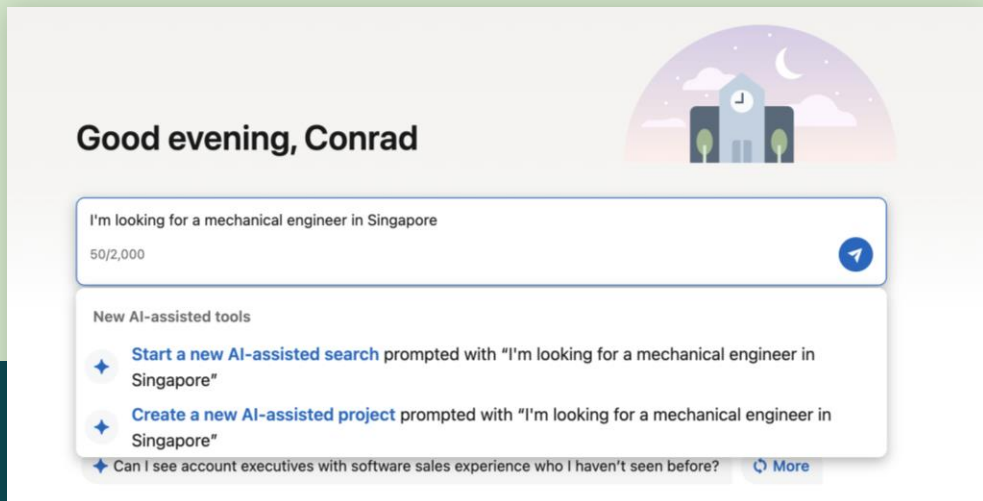 Good evening, Conrad
I'm looking for a mechanical engineer in Singapore
50/2,000
New AI-assisted tools
Start a new AI-assisted search prompted with “I'm looking for a mechanical engineer in
Singapore”
Create a new AI-assisted project prompted with “I'm looking for a mechanical engineer in
Singapore”
Can I see account executives with software sales experience who I haven't seen before?
More